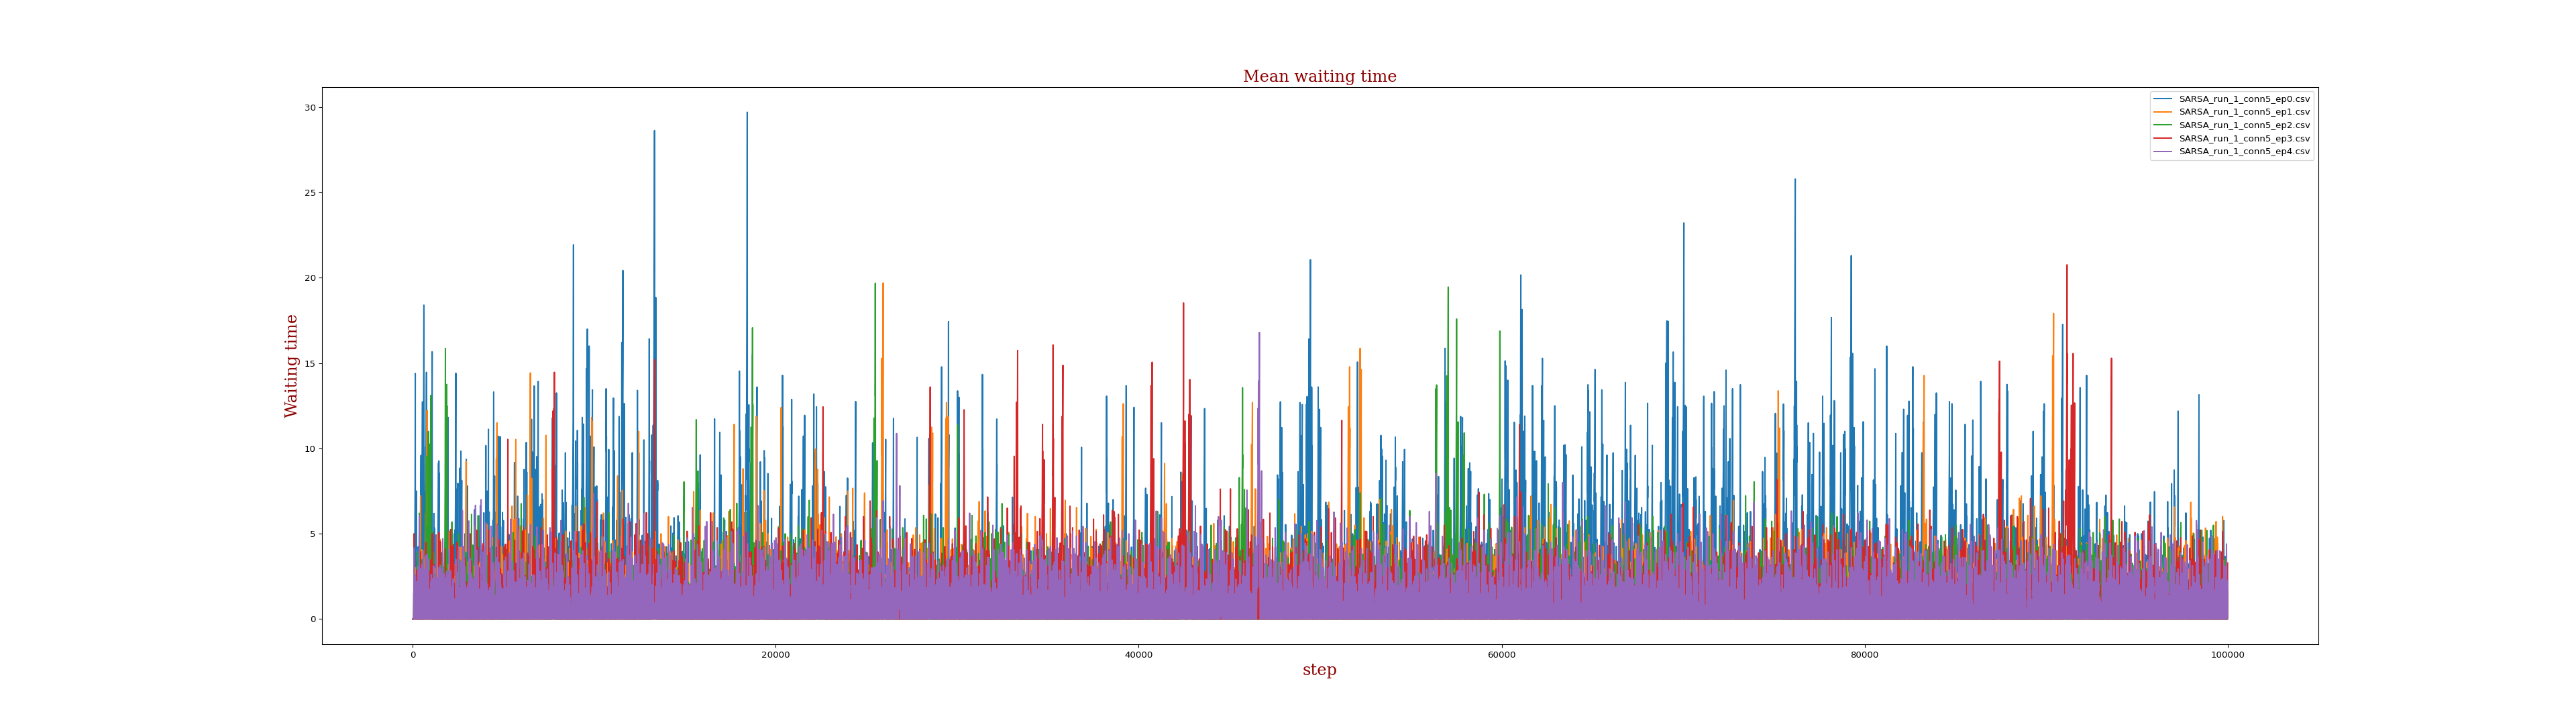 Mean waiting time
30
25
20
15
10
5
0
Waiting time
SARSA_run_1_conn5_ep0.csv
SARSA_run_1_conn5_ep1.csv
SARSA_run_1_conn5_ep2.csv
SARSA_run_1_conn5_ep3.csv
SARSA_run_1_conn5_ep4.csv
0 20000 40000 60000 80000 100000
step